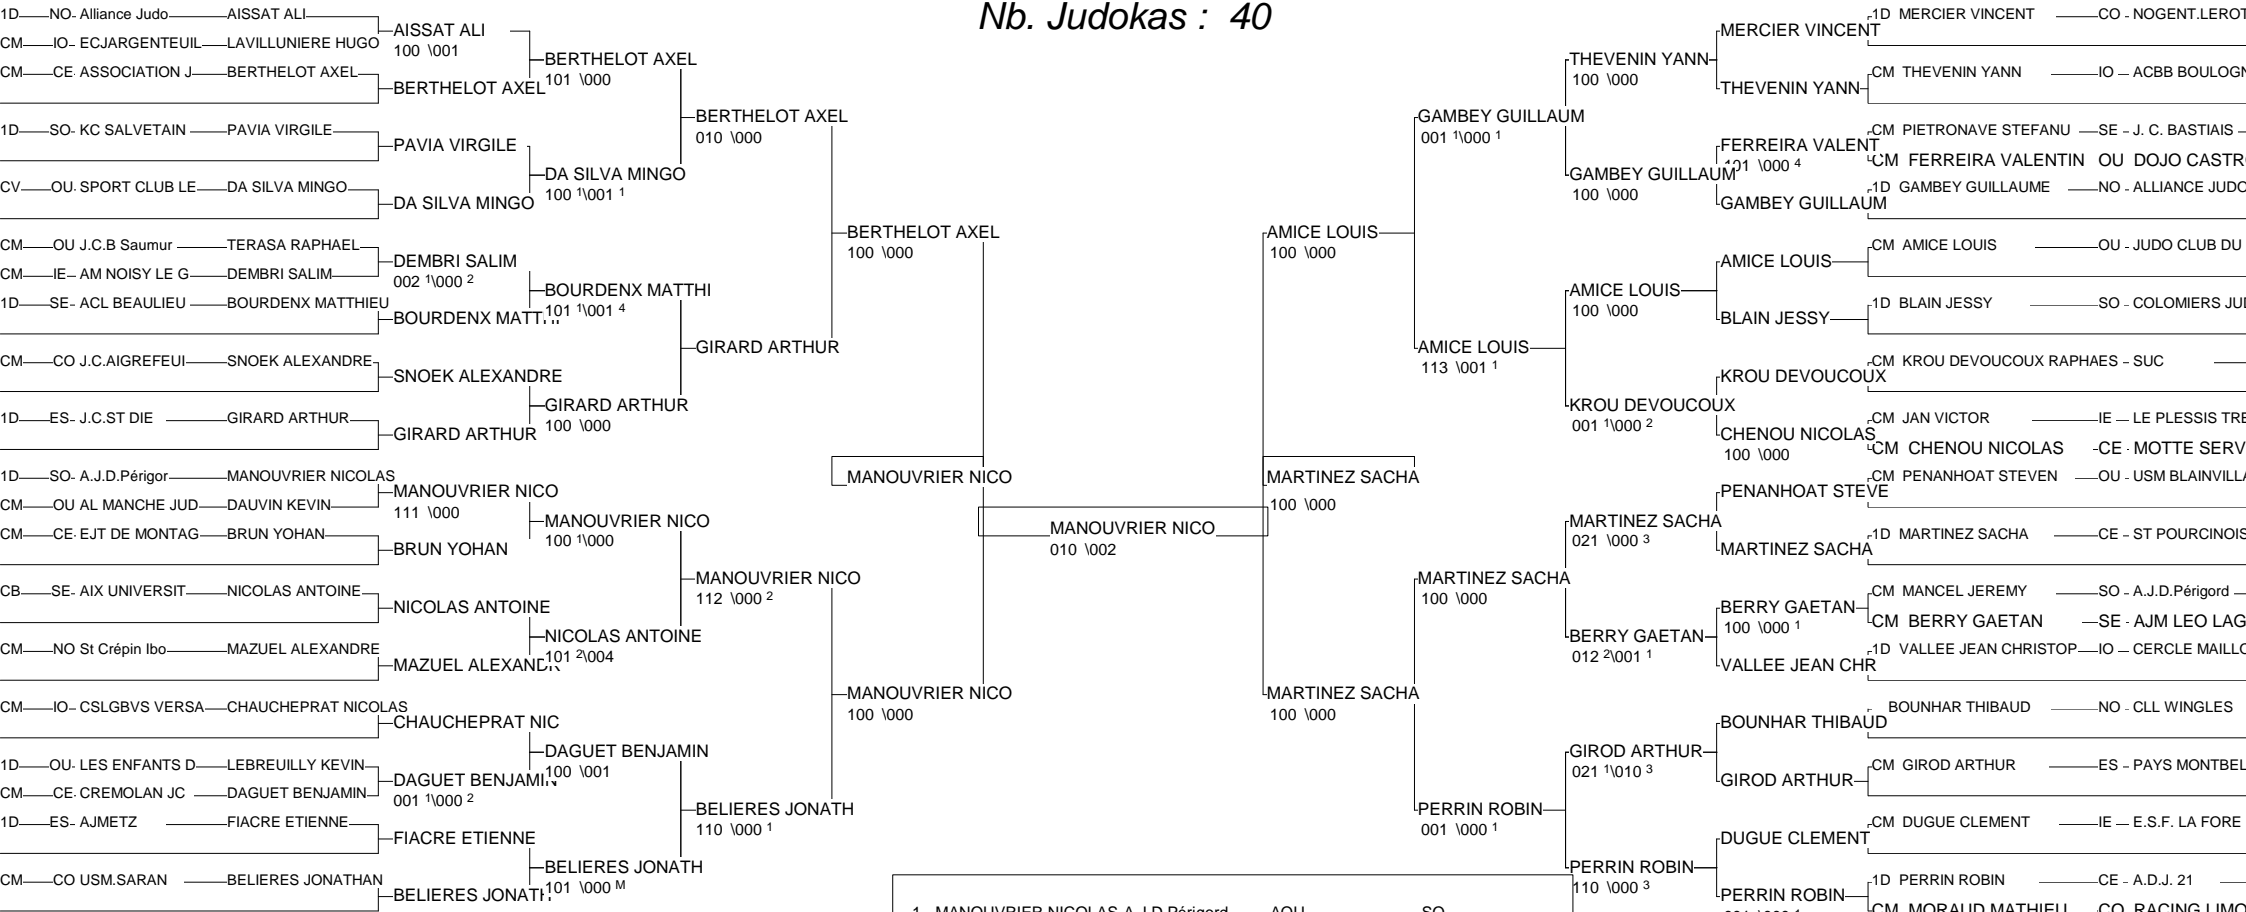 Nb. Judokas : 40
1D NO- Alliance Judo AISSAT ALI
CM IO- ECJARGENTEUIL LAVILLUNIERE HUGO
CM CE- ASSOCIATION J BERTHELOT AXEL
1D SO- KC SALVETAIN PAVIA VIRGILE
CV OU- SPORT CLUB LE DA SILVA MINGO
CM OU J.C.B Saumur TERASA RAPHAEL
CM IE- AM NOISY LE G DEMBRI SALIM
1D SE- ACL BEAULIEU BOURDENX MATTHIEU
CM CO J.C.AIGREFEUI SNOEK ALEXANDRE
1D ES- J.C.ST DIE GIRARD ARTHUR
1D SO- A.J.D.Périgor MANOUVRIER NICOLAS
CM OU AL MANCHE JUD DAUVIN KEVIN
CM CE- EJT DE MONTAG BRUN YOHAN
CB SE- AIX UNIVERSIT NICOLAS ANTOINE
CM NO St Crépin Ibo MAZUEL ALEXANDRE
CM IO- CSLGBVS VERSA CHAUCHEPRAT NICOLAS
1D OU- LES ENFANTS D LEBREUILLY KEVIN
CM CE- CREMOLAN JC DAGUET BENJAMIN
1D ES- AJMETZ FIACRE ETIENNE
CM CO USM.SARAN BELIERES JONATHAN
AISSAT ALI
100 \001
BERTHELOT AXEL
PAVIA VIRGILE
DA SILVA MINGO
DEMBRI SALIM
002 1\000 2
BOURDENX MATTHI
SNOEK ALEXANDRE
GIRARD ARTHUR
MANOUVRIER NICO
111 \000
BRUN YOHAN
NICOLAS ANTOINE
MAZUEL ALEXANDR
CHAUCHEPRAT NIC
DAGUET BENJAMIN
001 1\000 2
FIACRE ETIENNE
BELIERES JONATH
BERTHELOT AXEL
101 \000
DA SILVA MINGO
100 1\001 1
BOURDENX MATTHI
101 1\001 4
GIRARD ARTHUR
100 \000
MANOUVRIER NICO
100 1\000
NICOLAS ANTOINE
101 2\004
DAGUET BENJAMIN
100 \001
BELIERES JONATH
101 \000 M
BERTHELOT AXEL
010 \000
GIRARD ARTHUR
MANOUVRIER NICO
112 \000 2
BELIERES JONATH
110 \000 1
BERTHELOT AXEL
100 \000
MANOUVRIER NICO
MANOUVRIER NICO
100 \000
MANOUVRIER NICO
010 \002
AMICE LOUIS
100 \000
MARTINEZ SACHA
100 \000
MARTINEZ SACHA
100 \000
GAMBEY GUILLAUM
001 1\000 1
AMICE LOUIS
113 \001 1
MARTINEZ SACHA
100 \000
PERRIN ROBIN
001 \000 1
THEVENIN YANN
100 \000
GAMBEY GUILLAUM
100 \000
AMICE LOUIS
100 \000
KROU DEVOUCOUX
001 1\000 2
MARTINEZ SACHA
021 \000 3
BERRY GAETAN
012 2\001 1
GIROD ARTHUR
021 1\010 3
PERRIN ROBIN
110 \000 3
MERCIER VINCENT
THEVENIN YANN
FERREIRA VALENT
101 \000 4
GAMBEY GUILLAUM
AMICE LOUIS
BLAIN JESSY
KROU DEVOUCOUX
CHENOU NICOLAS
100 \000
PENANHOAT STEVE
MARTINEZ SACHA
BERRY GAETAN
100 \000 1
VALLEE JEAN CHR
BOUNHAR THIBAUD
GIROD ARTHUR
DUGUE CLEMENT
PERRIN ROBIN
1D MERCIER VINCENT CO - NOGENT.LEROT
CM THEVENIN YANN IO - ACBB BOULOGN
CM PIETRONAVE STEFANU SE - J. C. BASTIAIS
CM FERREIRA VALENTIN OU DOJO CASTRO
1D GAMBEY GUILLAUME NO - ALLIANCE JUDO
CM AMICE LOUIS OU - JUDO CLUB DU
1D BLAIN JESSY SO - COLOMIERS JUD
CM KROU DEVOUCOUX RAPHAES - SUC
CM JAN VICTOR IE - LE PLESSIS TRE
CM CHENOU NICOLAS CE - MOTTE SERV
CM PENANHOAT STEVEN OU - USM BLAINVILLA
1D MARTINEZ SACHA CE - ST POURCINOIS
CM MANCEL JEREMY SO - A.J.D.Périgord
CM BERRY GAETAN SE - AJM LEO LAG
1D VALLEE JEAN CHRISTOP IO - CERCLE MAILLO
BOUNHAR THIBAUD NO - CLL WINGLES
CM GIROD ARTHUR ES - PAYS MONTBEL
CM DUGUE CLEMENT IE - E.S.F. LA FORE
1D PERRIN ROBIN CE - A.D.J. 21
CM MORAUD MATHIEU CO RACING LIMO
1 MANOUVRIER NICOLAS A.J.D.Périgord AQU SO